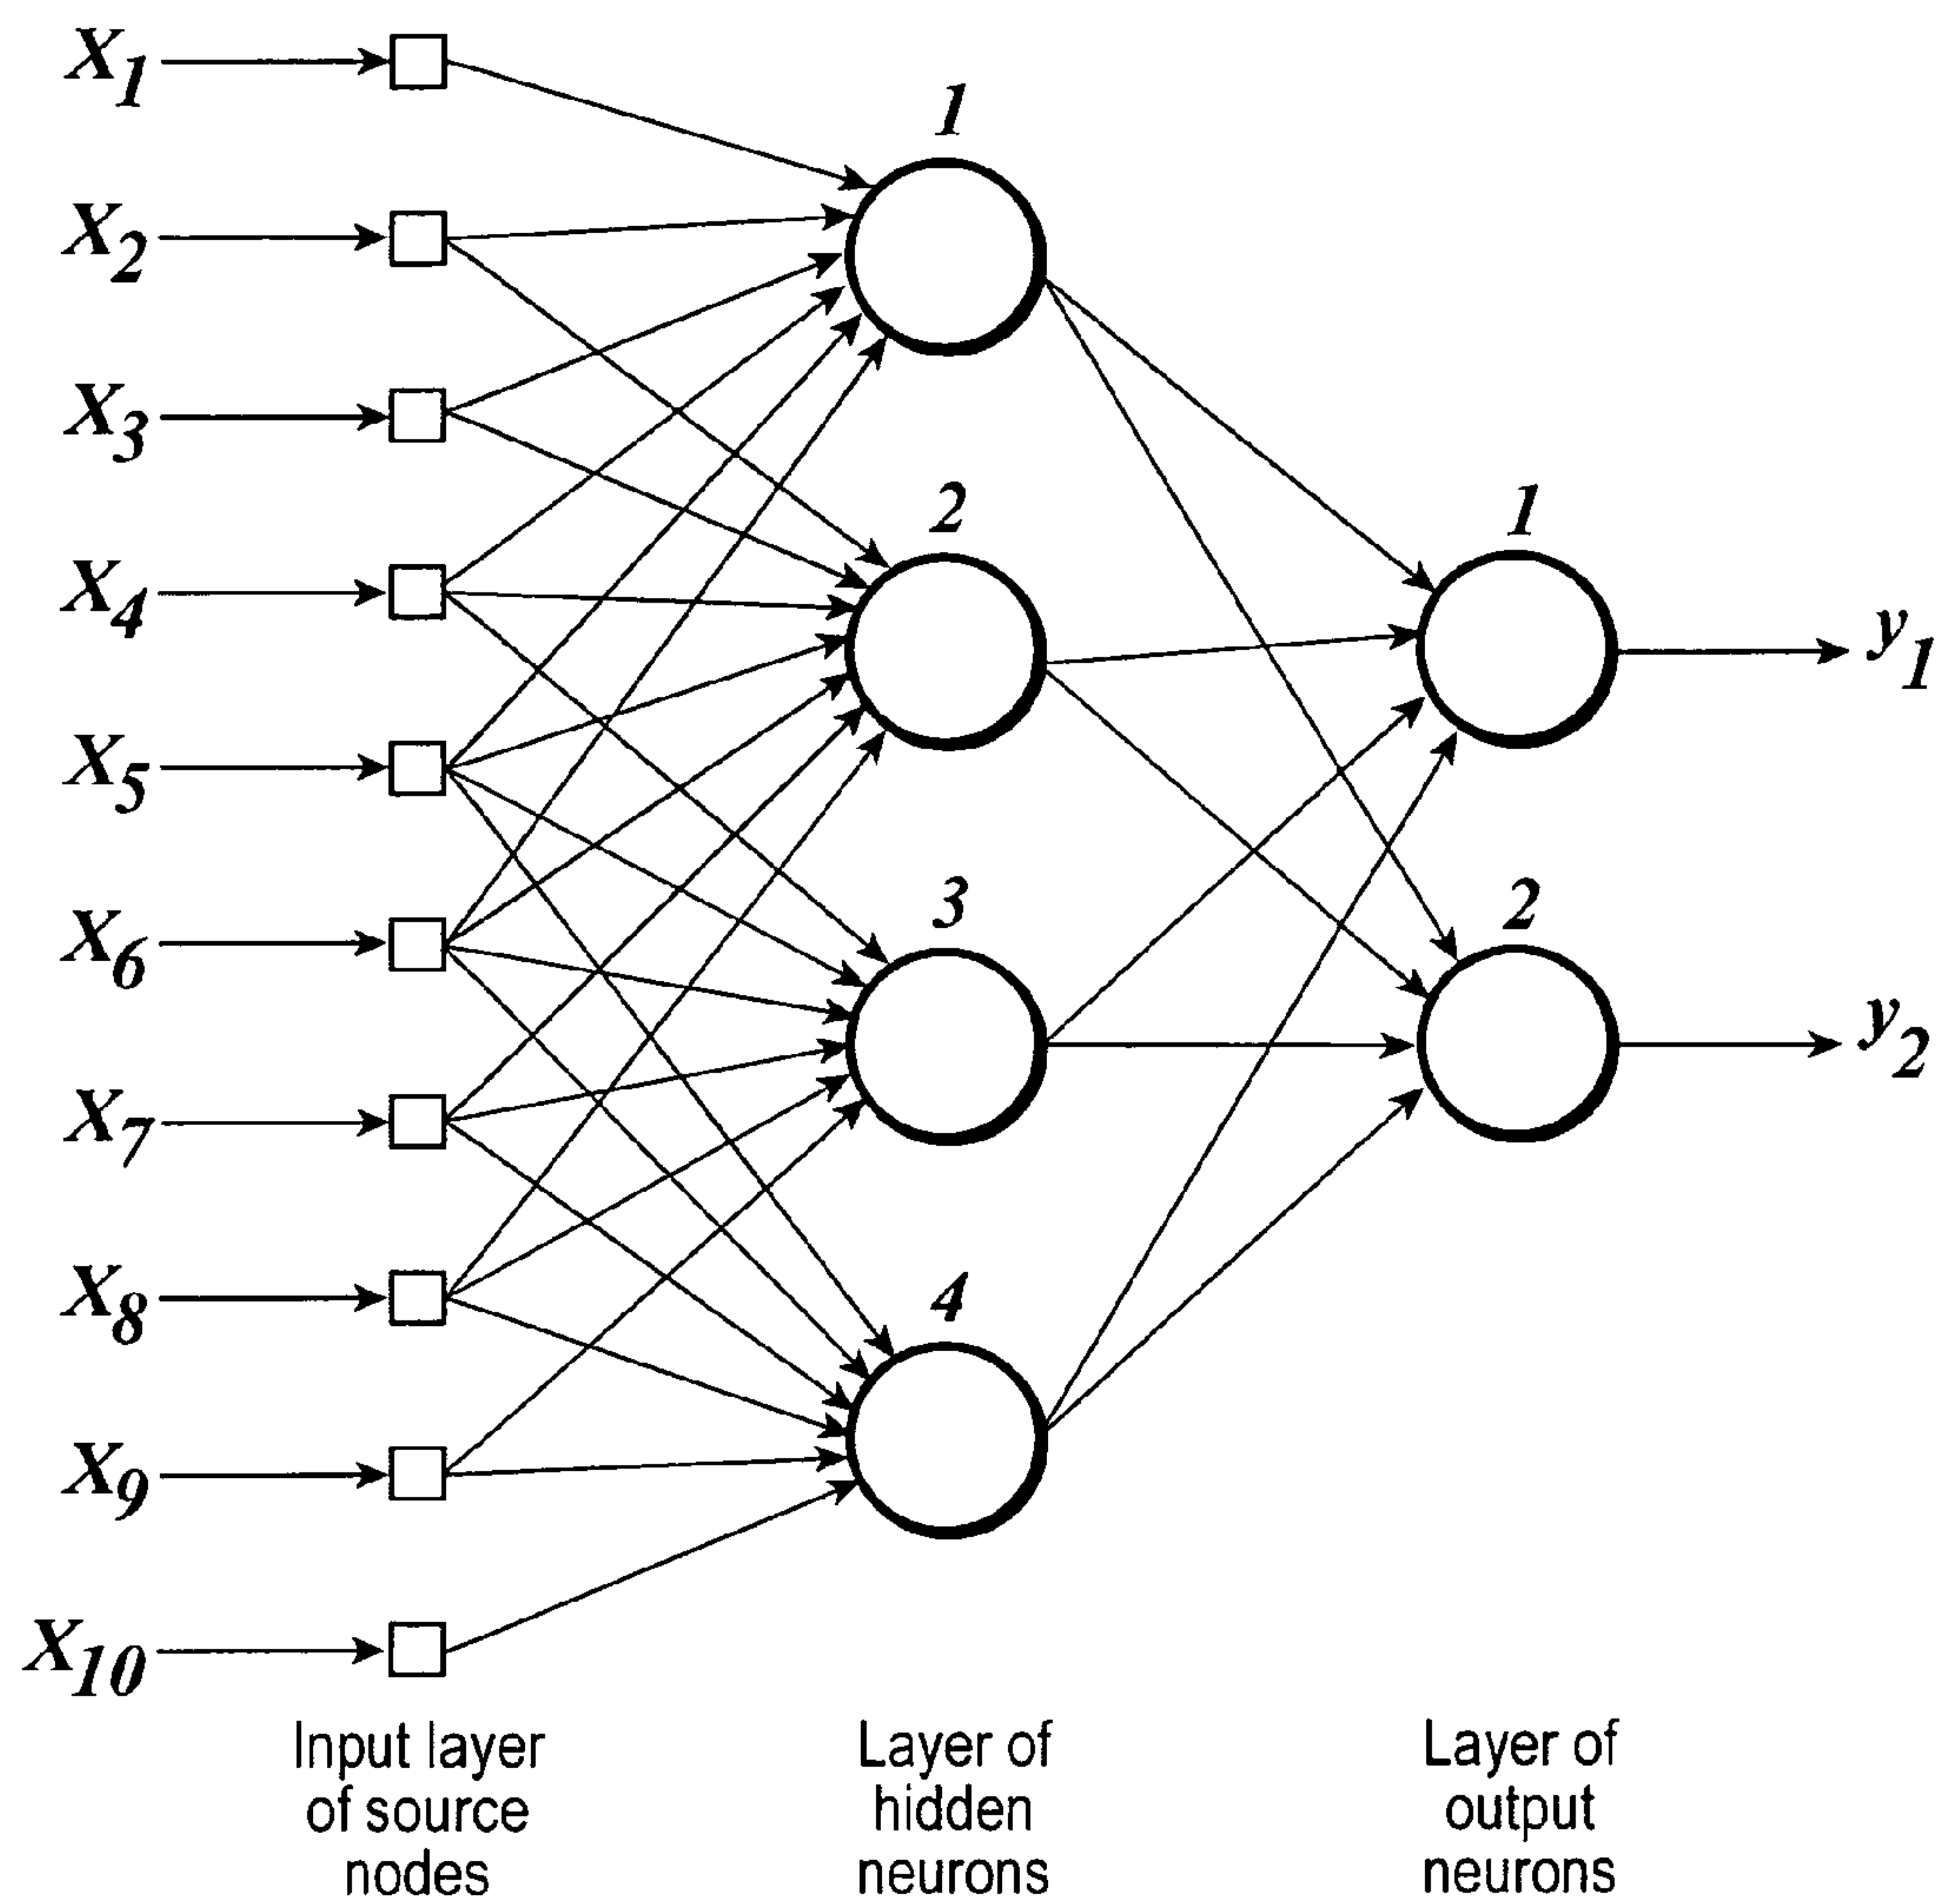 x1
x2
x3
x4
x5
x6
x7
x8
x9
x10
1
2
3
4
1
2
y1
y2
Input layer
of source
nodes
Layer of
hidden
neurons
Layer of
output
neurons